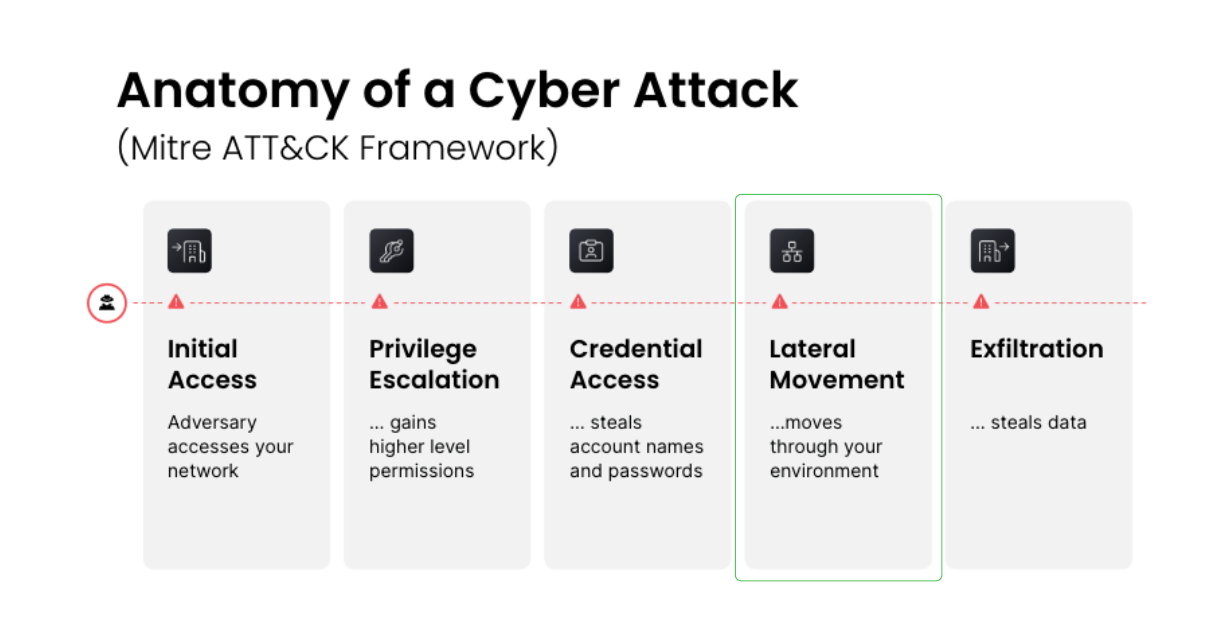 Anatomy of a Cyber Attack
(Mitre ATT&CK Framework)
Initial
Access
Adversary
accesses your
network
Privilege
Escalation
... gains
higher level
permissions
Credential
Access
... steals
account names
and passwords
Lateral
Movement
...moves
through your
environment
Exfiltration
... steals data